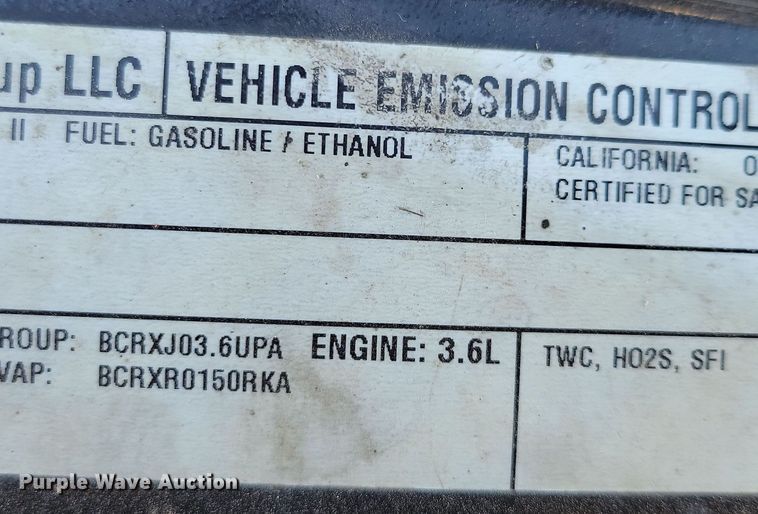 up LLC VEHICLE EMISSION CONTROL
II FUEL: GASOLINE / ETHANOL
CALIFORNIA: O
CERTIFIED FOR SA
ROUP: BCRXJ03.6UPA ENGINE: 3.6L
VAP: BCRXR0150RKA
TWC, HO2S, SFI
Purple Wave Auction